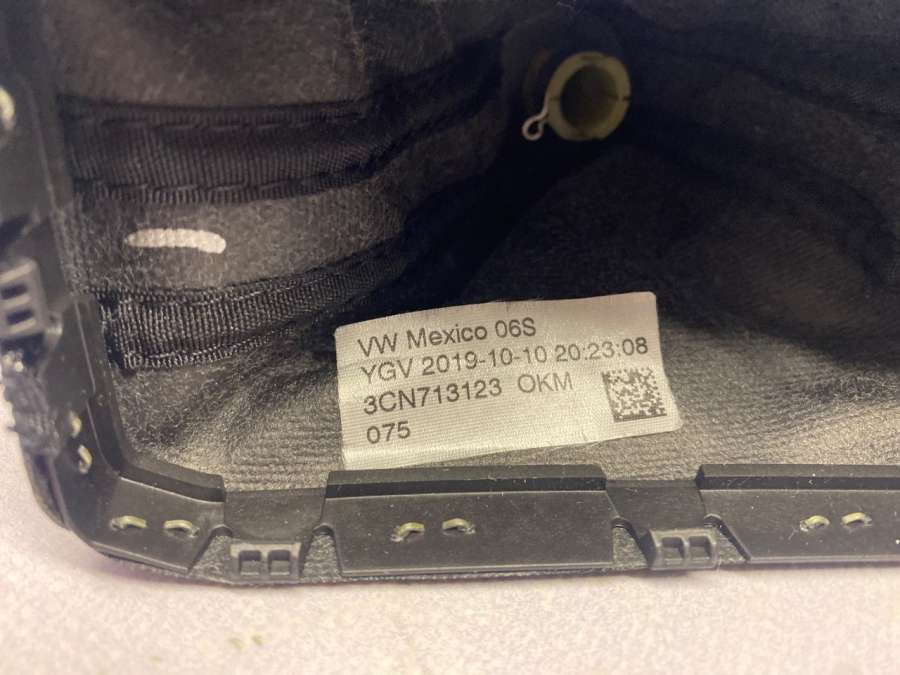 VW Mexico 06S
YGV 2019-10-10 20:23:08
3CN713123 OKM
075